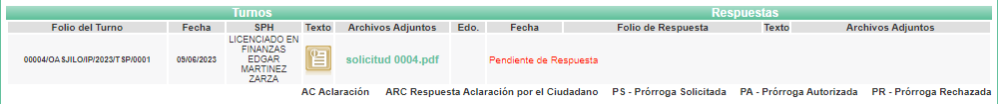 Turnos Respuestas
Folio del Turno Fecha SPH Texto Archivos Adjuntos Edo. Fecha Folio de Respuesta Texto Archivos Adjuntos
00004/OASJILO/IP/2023/TSP/0001 09/06/2023 LICENCIADO EN FINANZAS EDGAR MARTINEZ ZARZA solicitud 0004.pdf Pendiente de Respuesta
AC Aclaración ARC Respuesta Aclaración por el Ciudadano PS - Prórroga Solicitada PA - Prórroga Autorizada PR - Prórroga Rechazada